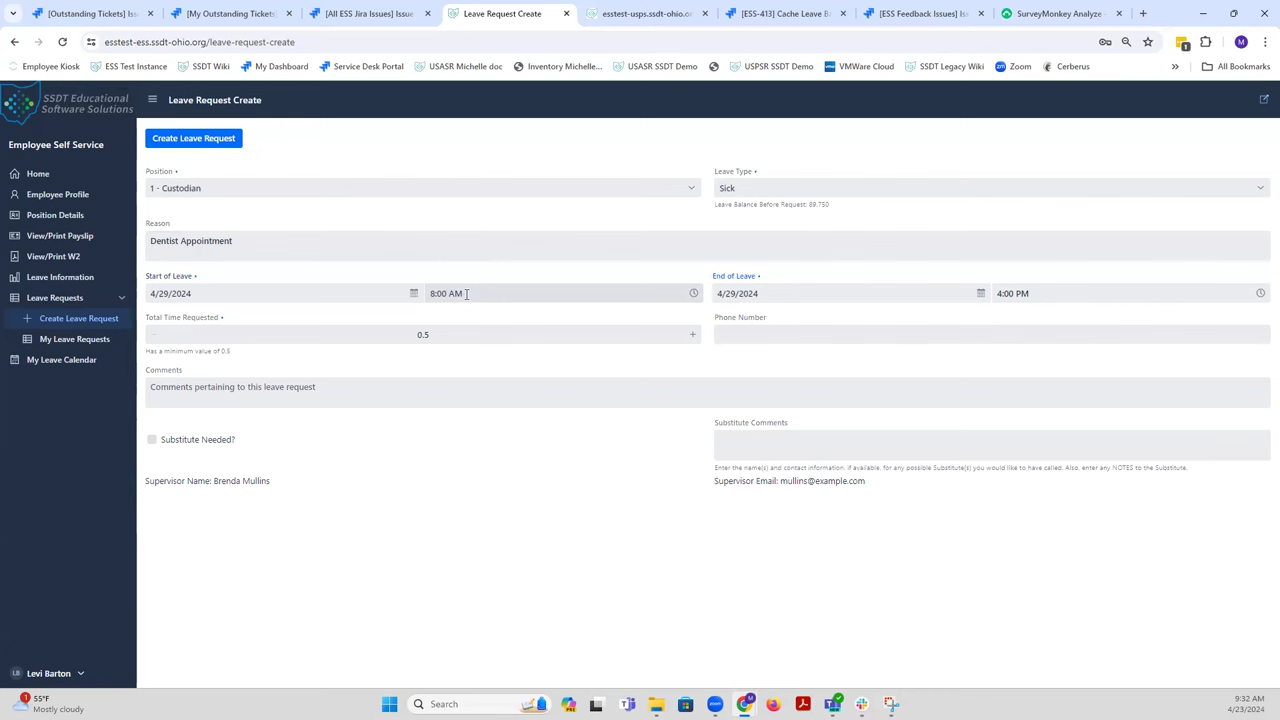 [Outstanding Tickets] Issues
[My Outstanding Tickets]
[All ESS Jira Issues] Issue
Leave Request Create
esstest-usps.ssdt-ohio.org/
[ESS-413] Cache Leave B
[ESS Feedback Issues] Iss
SurveyMonkey Analyze -
esstest-ess.ssdt-ohio.org/leave-request-create
Employee Kiosk
ESS Test Instance
SSDT Wiki
My Dashboard
Service Desk Portal
USASR Michelle doc
Inventory Michelle...
USASR SSDT Demo
USPSR SSDT Demo
VMWare Cloud
SSDT Legacy Wiki
Zoom
Cerberus
All Bookmarks
SSDT Educational
Software Solutions
Leave Request Create
Employee Self Service
Home
Employee Profile
Position Details
View/Print Payslip
View/Print W2
Leave Information
Leave Requests
Create Leave Request
My Leave Requests
My Leave Calendar
LB Levi Barton
Create Leave Request
Position •
Leave Type •
1 - Custodian
Sick
Leave Balance Before Request: 89.750
Reason
Dentist Appointment
Start of Leave •
End of Leave •
4/29/2024
8:00 AM
4/29/2024
4:00 PM
Total Time Requested •
Phone Number
0.5
Has a minimum value of 0.5
Comments
Comments pertaining to this leave request
Substitute Comments
Substitute Needed?
Enter the name(s) and contact information, if available, for any possible Substitute(s) you would like to have called. Also, enter any NOTES to the Substitute.
Supervisor Name: Brenda Mullins
Supervisor Email: mullins@example.com
1
55°F
Mostly cloudy
Search
9:32 AM
4/23/2024